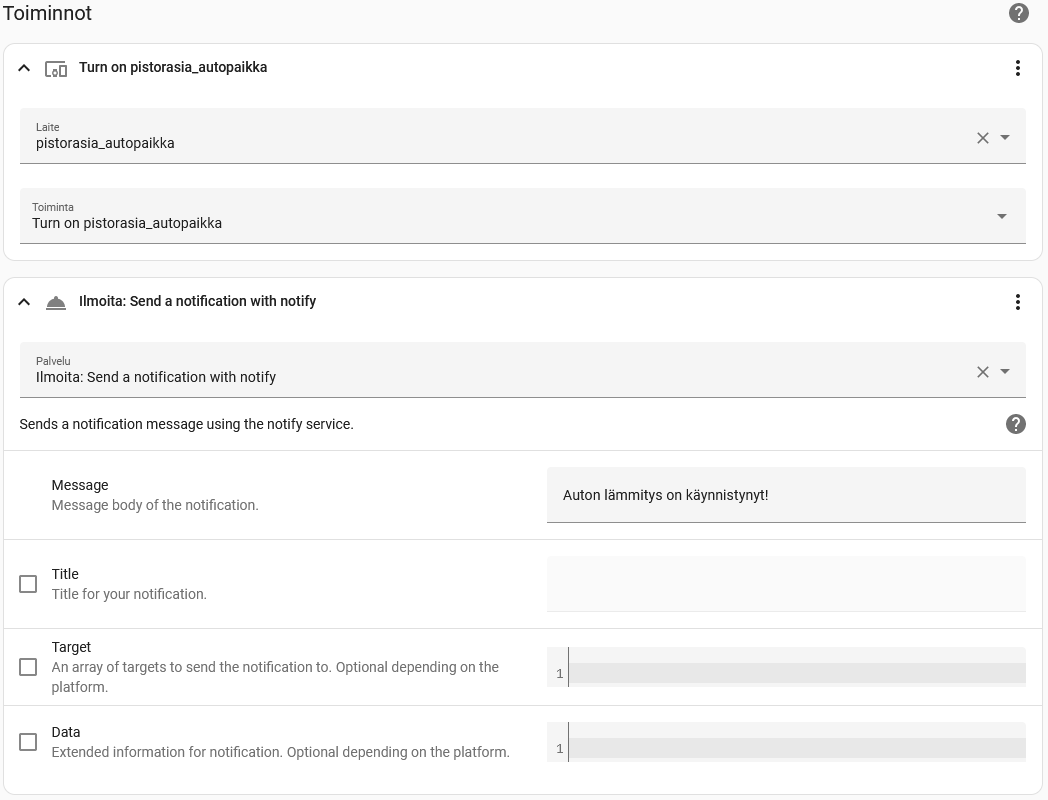 Toiminnot
Turn on pistorasia_autopaikka
Laite
pistorasia_autopaikka
Toiminta
Turn on pistorasia_autopaikka
Ilmoita: Send a notification with notify
Palvelu
Ilmoita: Send a notification with notify
Sends a notification message using the notify service.
Message
Message body of the notification.
Auton lämmitys on käynnistynyt!
Title
Title for your notification.
Target
An array of targets to send the notification to. Optional depending on the
platform.
1
Data
Extended information for notification. Optional depending on the platform.
1